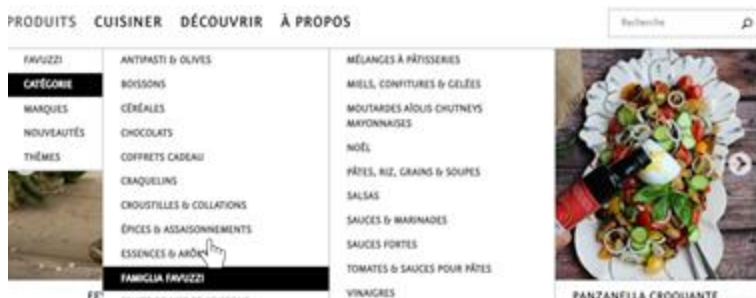 PRODUITS CUISINER DÉCOUVRIR À PROPOS
Recherche
FAVUZZI
CATÉGORIE
MARQUES
NOUVEAUTÉS
THÈMES
ANTIPASTI & OLIVES
BOISSONS
CÉRÉALES
CHOCOLATS
COFFRETS CADEAU
CRAQUELINS
CROUSTILLES & COLLATIONS
ÉPICES & ASSAISONNEMENTS
ESSENCES &
FAMIGLIA FAVUZZI
MÉLANGES À PÂTISSERIES
MIELS, CONFITURES & GELÉES
MOUTARDES AÏOLIS CHUTNEYS
MAYONNAISES
NOËL
PÂTES, RIZ, GRAINS & SOUPES
SALSAS
SAUCES & MARINADES
SAUCES FORTES
TOMATES & SAUCES POUR PÂTES
VINAIGRES
PANZANELLA CROQUANTE